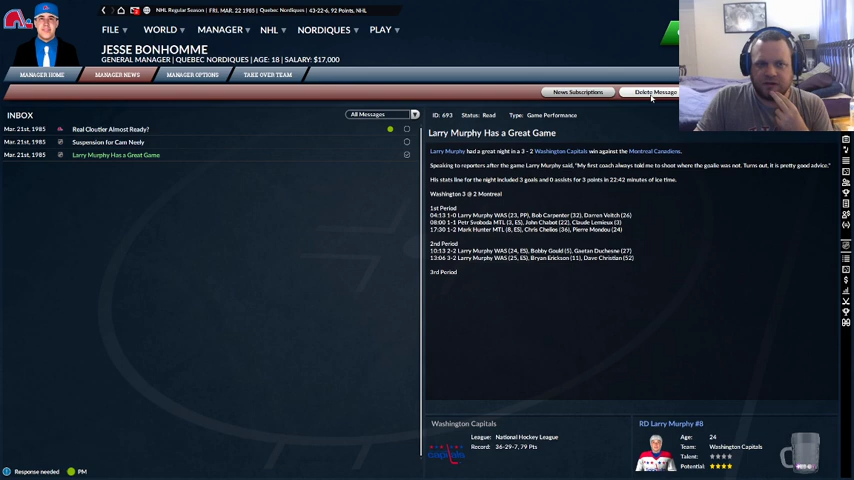 NHL Regular Season | FRI, MAR. 22 1985 | Quebec Nordiques | 43-22-6, 92 Points, NHL
FILE WORLD MANAGER NHL NORDIQUES PLAY
JESSE BONHOMME
GENERAL MANAGER | QUEBEC NORDIQUES | AGE: 18 | SALARY: $17,000
MANAGER HOME MANAGER NEWS MANAGER OPTIONS TAKE OVER TEAM
News Subscriptions Delete Message
INBOX All Messages
Mar. 21st, 1985 Real Cloutier Almost Ready?
Mar. 21st, 1985 Suspension for Cam Neely
Mar. 21st, 1985 Larry Murphy Has a Great Game
ID: 693 Status: Read Type: Game Performance
Larry Murphy Has a Great Game
Larry Murphy had a great night in a 3 - 2 Washington Capitals win against the Montreal Canadiens.
Speaking to reporters after the game Larry Murphy said, "My first coach always told me to shoot where the goalie was not. Turns out, it is pretty good advice."
His stats line for the night included 3 goals and 0 assists for 3 points in 22:42 minutes of ice time.
Washington 3 @ 2 Montreal
1st Period
04:13 1-0 Larry Murphy WAS (23, PP), Bob Carpenter (32), Darren Veitch (26)
08:00 1-1 Petr Svoboda MTL (3, ES), John Chabot (22), Claude Lemieux (3)
17:30 1-2 Mark Hunter MTL (8, ES), Chris Chelios (36), Pierre Mondou (24)
2nd Period
10:13 2-2 Larry Murphy WAS (24, ES), Bobby Gould (5), Gaetan Duchesne (27)
13:06 3-2 Larry Murphy WAS (25, ES), Bryan Erickson (11), Dave Christian (52)
3rd Period
Washington Capitals
League: National Hockey League
Record: 36-29-7, 79 Pts
RD Larry Murphy #8
Age: 24
Team: Washington Capitals
Talent:
Potential:
Response needed PM